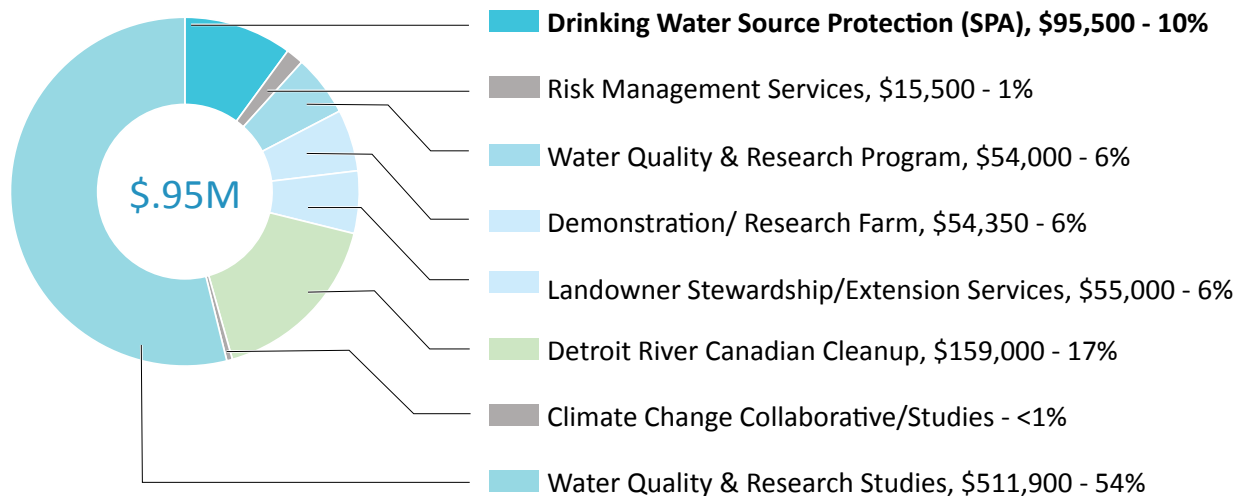 Drinking Water Source Protection (SPA), $95,500 - 10%
Risk Management Services, $15,500 - 1%
Water Quality & Research Program, $54,000 - 6%
$.95M
Demonstration/ Research Farm, $54,350 - 6%
Landowner Stewardship/Extension Services, $55,000 - 6%
Detroit River Canadian Cleanup, $159,000 - 17%
Climate Change Collaborative/Studies - <1%
Water Quality & Research Studies, $511,900 - 54%